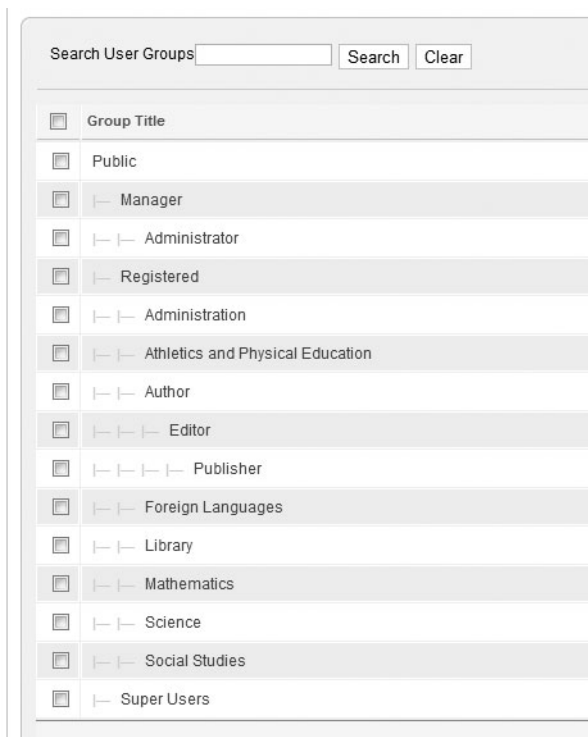 Search User Groups Search Clear
Group Title
Public
|— Manager
|— |— Administrator
|— Registered
|— |— Administration
|— |— Athletics and Physical Education
|— |— Author
|— |— |— Editor
|— |— |— |— Publisher
|— |— Foreign Languages
|— |— Library
|— |— Mathematics
|— |— Science
|— |— Social Studies
|— Super Users